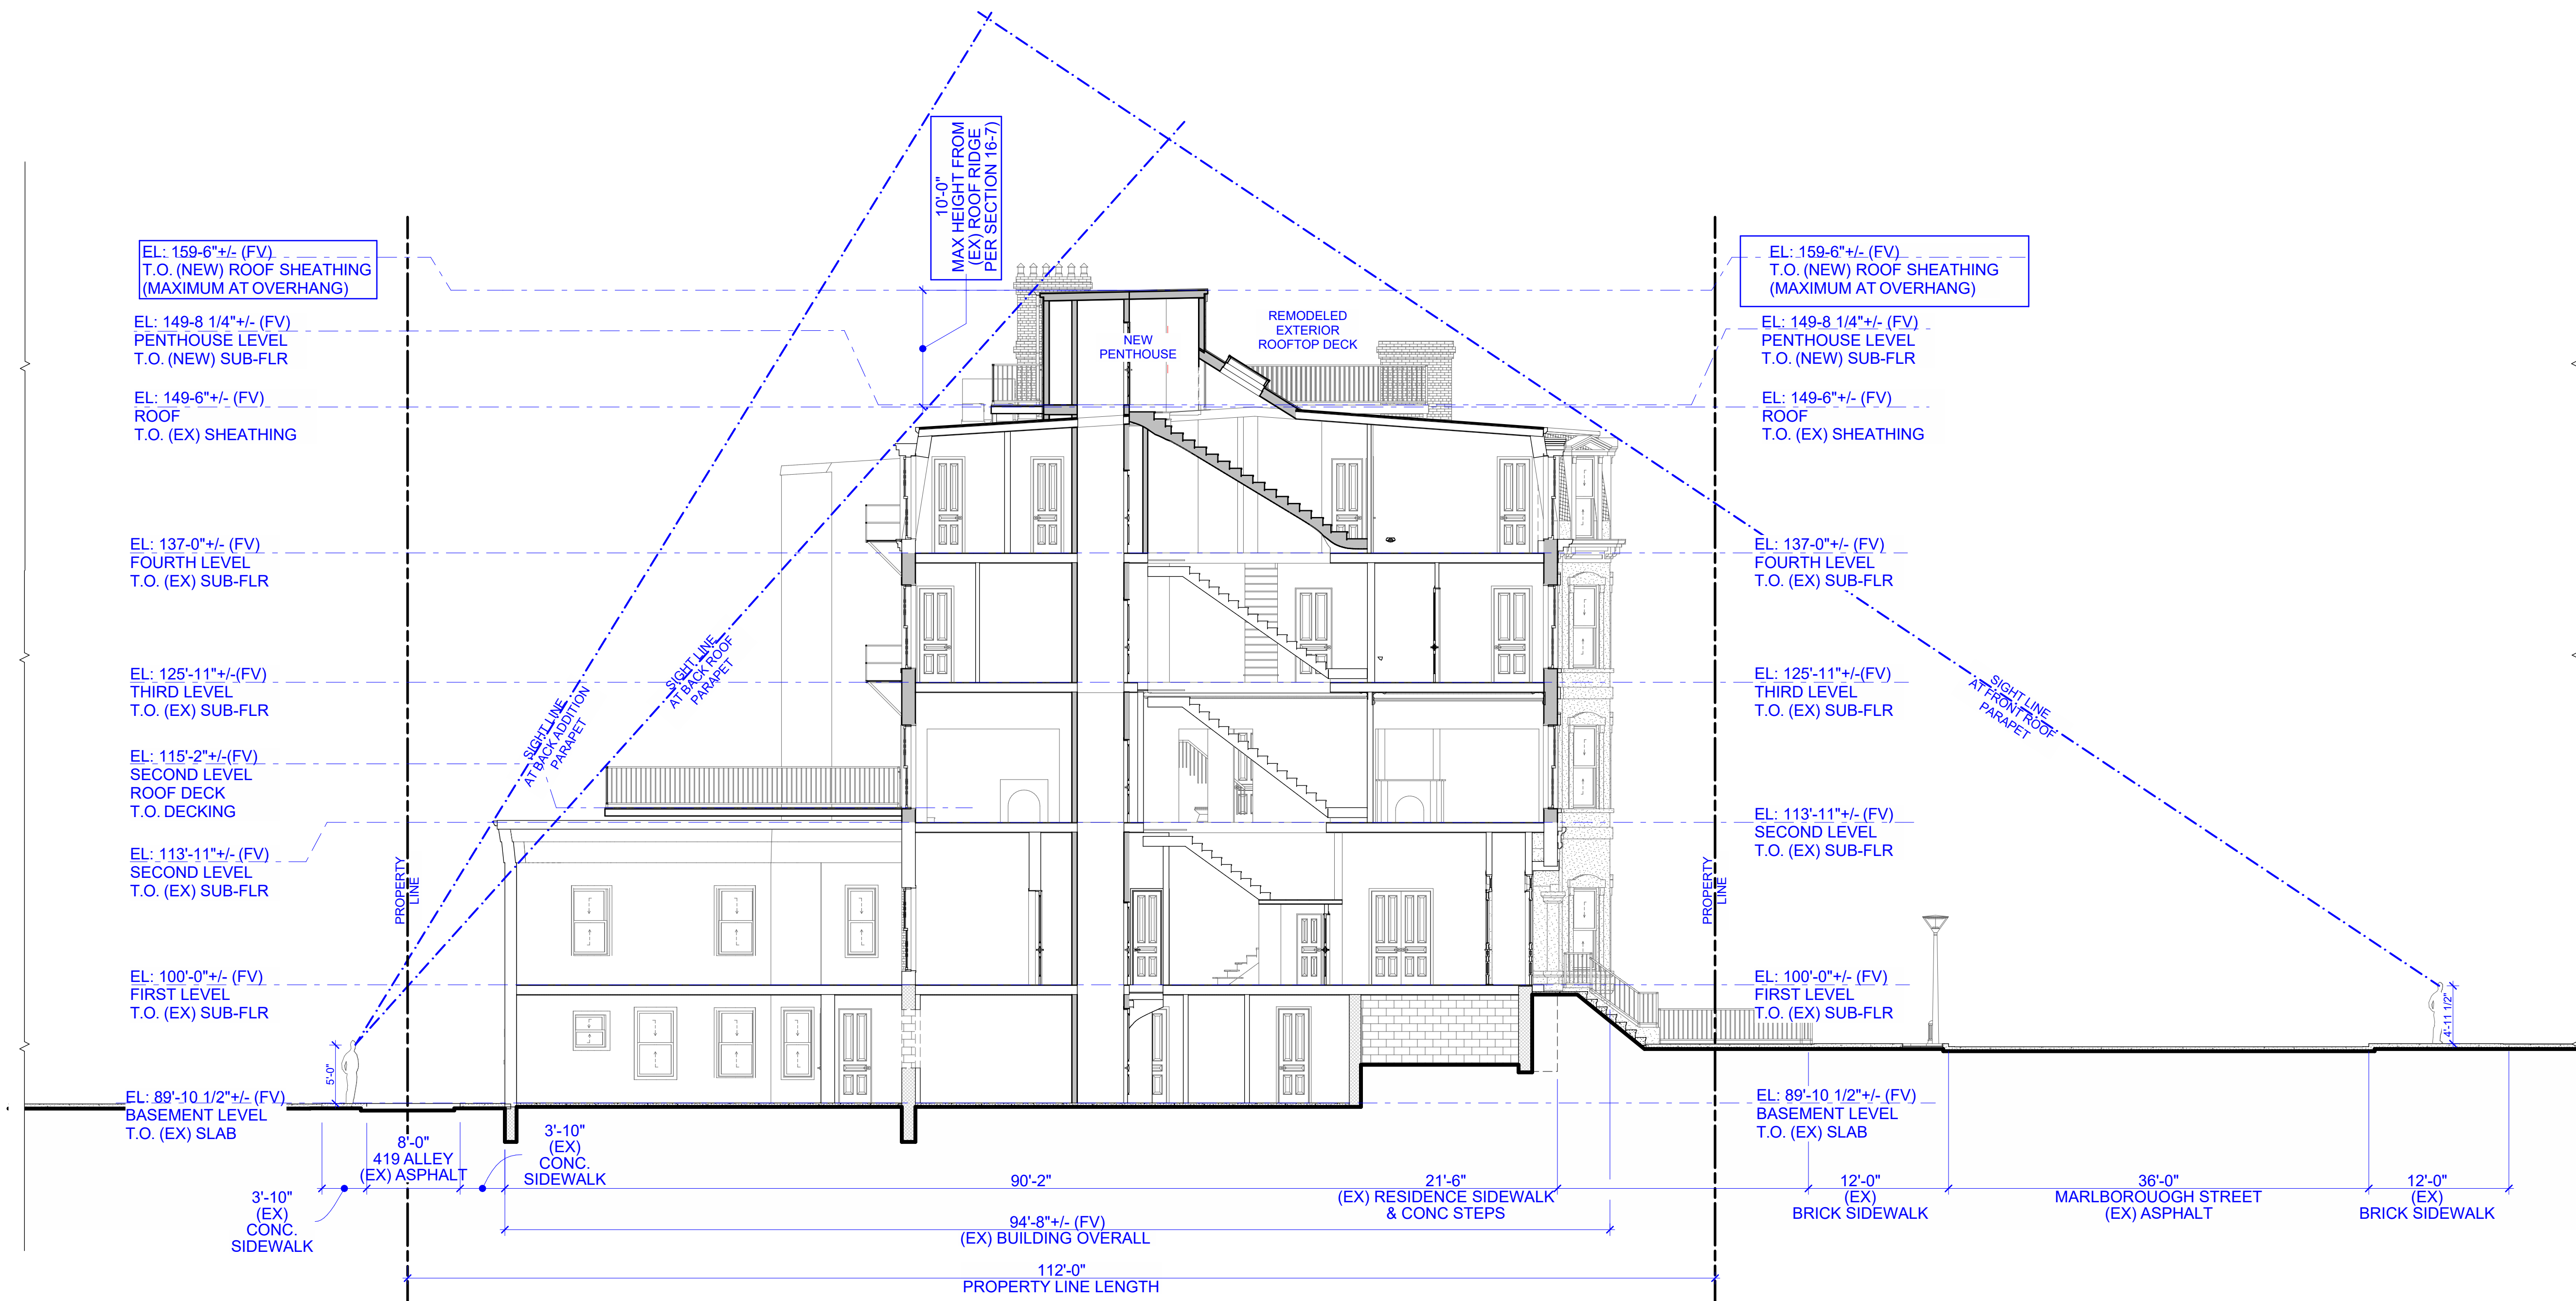 10'-0"
MAX HEIGHT FROM
(EX) ROOF RIDGE
PER SECTION 16-7)
EL: 159-6"+/- (FV)
T.O. (NEW) ROOF SHEATHING
(MAXIMUM AT OVERHANG)
EL: 149-8 1/4"+/- (FV)
PENTHOUSE LEVEL
T.O. (NEW) SUB-FLR
EL: 149-6"+/- (FV)
ROOF
T.O. (EX) SHEATHING
EL: 137-0"+/- (FV)
FOURTH LEVEL
T.O. (EX) SUB-FLR
EL: 125'-11"+/-(FV)
THIRD LEVEL
T.O. (EX) SUB-FLR
EL: 115'-2"+/-(FV)
SECOND LEVEL
ROOF DECK
T.O. DECKING
EL: 113'-11"+/- (FV)
SECOND LEVEL
T.O. (EX) SUB-FLR
EL: 100'-0"+/- (FV)
FIRST LEVEL
T.O. (EX) SUB-FLR
EL: 89'-10 1/2"+/- (FV)
BASEMENT LEVEL
T.O. (EX) SLAB
PROPERTY
LINE
5'-0"
SIGHT LINE
AT BACK ADDITION
PARAPET
SIGHT LINE
AT BACK ROOF
PARAPET
NEW
PENTHOUSE
REMODELED
EXTERIOR
ROOFTOP DECK
EL: 159-6"+/- (FV)
T.O. (NEW) ROOF SHEATHING
(MAXIMUM AT OVERHANG)
EL: 149-8 1/4"+/- (FV)
PENTHOUSE LEVEL
T.O. (NEW) SUB-FLR
EL: 149-6"+/- (FV)
ROOF
T.O. (EX) SHEATHING
EL: 137-0"+/- (FV)
FOURTH LEVEL
T.O. (EX) SUB-FLR
EL: 125'-11"+/-(FV)
THIRD LEVEL
T.O. (EX) SUB-FLR
EL: 113'-11"+/- (FV)
SECOND LEVEL
T.O. (EX) SUB-FLR
EL: 100'-0"+/- (FV)
FIRST LEVEL
T.O. (EX) SUB-FLR
EL: 89'-10 1/2"+/- (FV)
BASEMENT LEVEL
T.O. (EX) SLAB
PROPERTY
LINE
SIGHT LINE
AT FRONT ROOF
PARAPET
4'-11 1/2"
3'-10"
(EX)
CONC.
SIDEWALK
8'-0"
419 ALLEY
(EX) ASPHALT
3'-10"
(EX)
CONC.
SIDEWALK
90'-2"
21'-6"
(EX) RESIDENCE SIDEWALK
& CONC STEPS
12'-0"
(EX)
BRICK SIDEWALK
36'-0"
MARLBOROUOGH STREET
(EX) ASPHALT
12'-0"
(EX)
BRICK SIDEWALK
94'-8"+/- (FV)
(EX) BUILDING OVERALL
112'-0"
PROPERTY LINE LENGTH